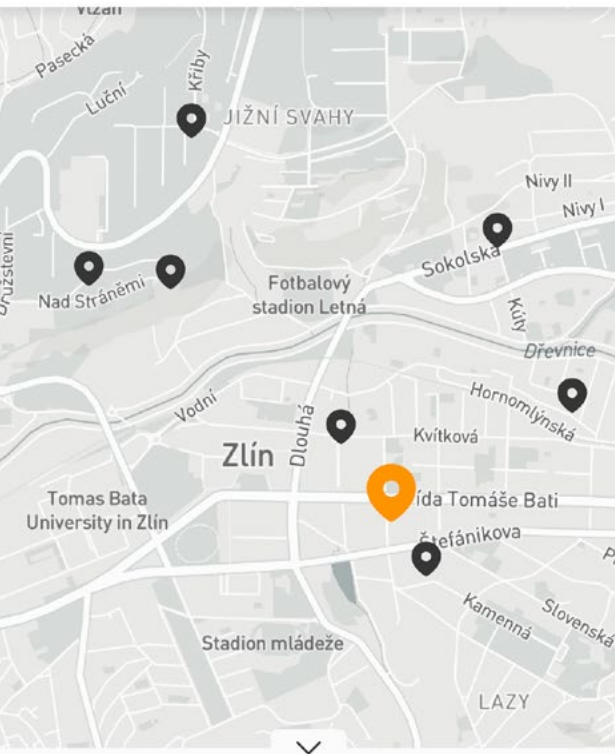 Pasecká
Luční
Křiby
JIŽNÍ SVAHY
Nivy II
Nivy I
Sokolská
Nad Stráněmi
Fotbalový
stadion Letná
Kúty
Dřevnice
Vodní
Dlouhá
Hornomlýnská
Kvítková
Zlín
ída Tomáše Bati
Tomas Bata
University in Zlín
Štefánikova
Kamenná
Slovenská
Stadion mládeže
LAZY